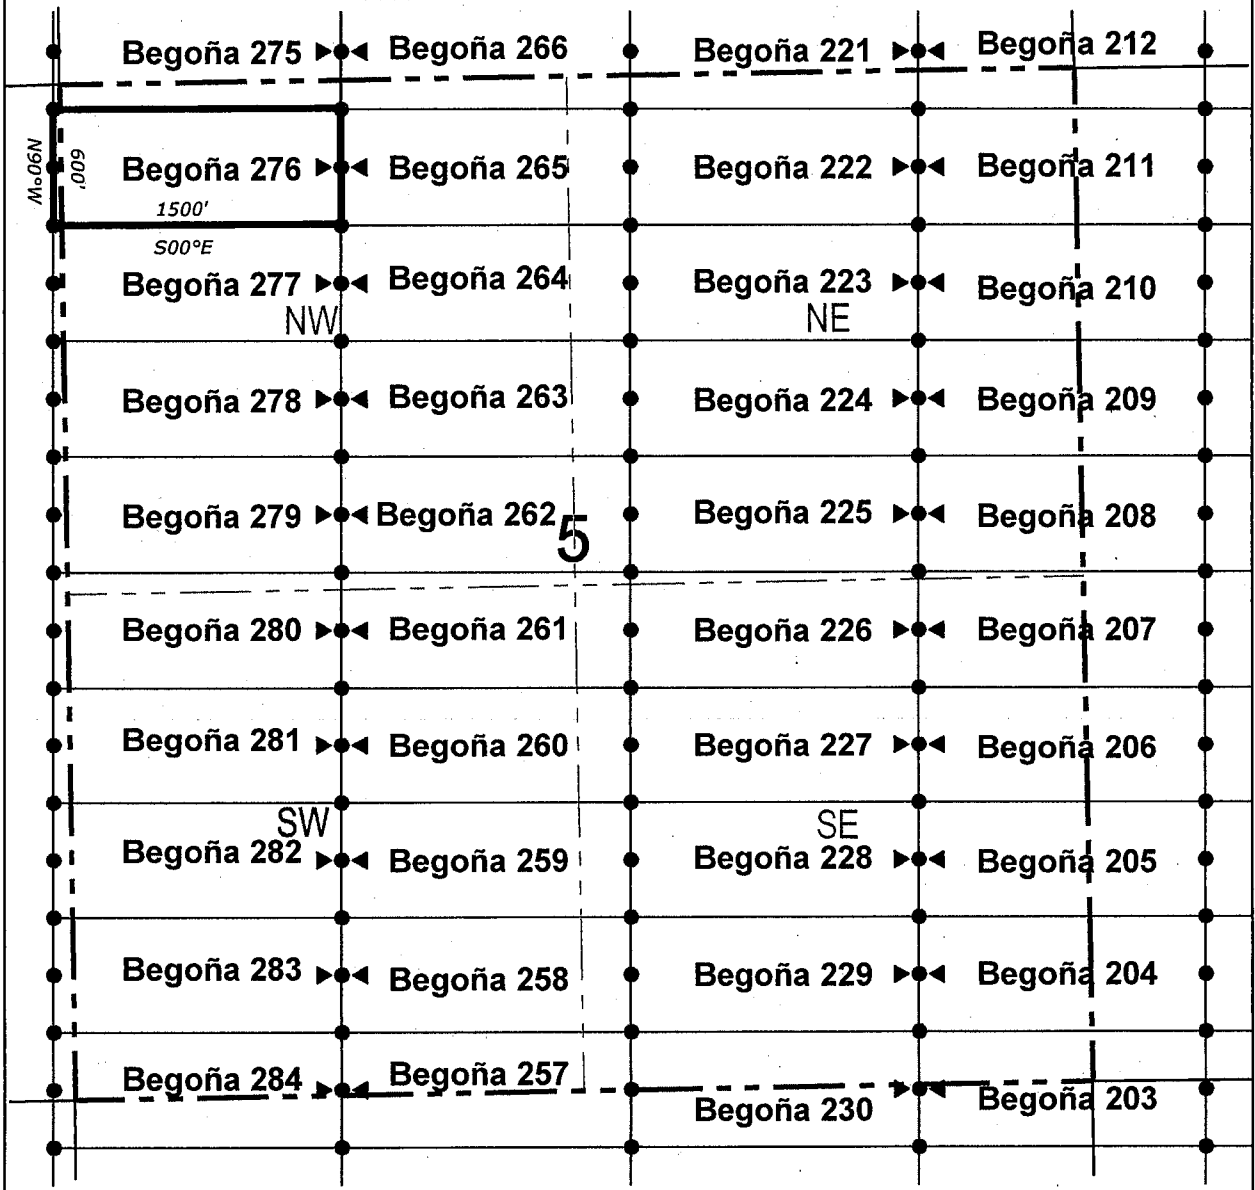 Begoña 275 Begoña 266 Begoña 221 Begoña 212
N90°W 600' Begoña 276 Begoña 265 Begoña 222 Begoña 211
1500'
S00°E
Begoña 277 Begoña 264 Begoña 223 Begoña 210
NW NE
Begoña 278 Begoña 263 Begoña 224 Begoña 209
Begoña 279 Begoña 262 Begoña 225 Begoña 208
5
Begoña 280 Begoña 261 Begoña 226 Begoña 207
Begoña 281 Begoña 260 Begoña 227 Begoña 206
SW SE
Begoña 282 Begoña 259 Begoña 228 Begoña 205
Begoña 283 Begoña 258 Begoña 229 Begoña 204
Begoña 284 Begoña 257 Begoña 230 Begoña 203